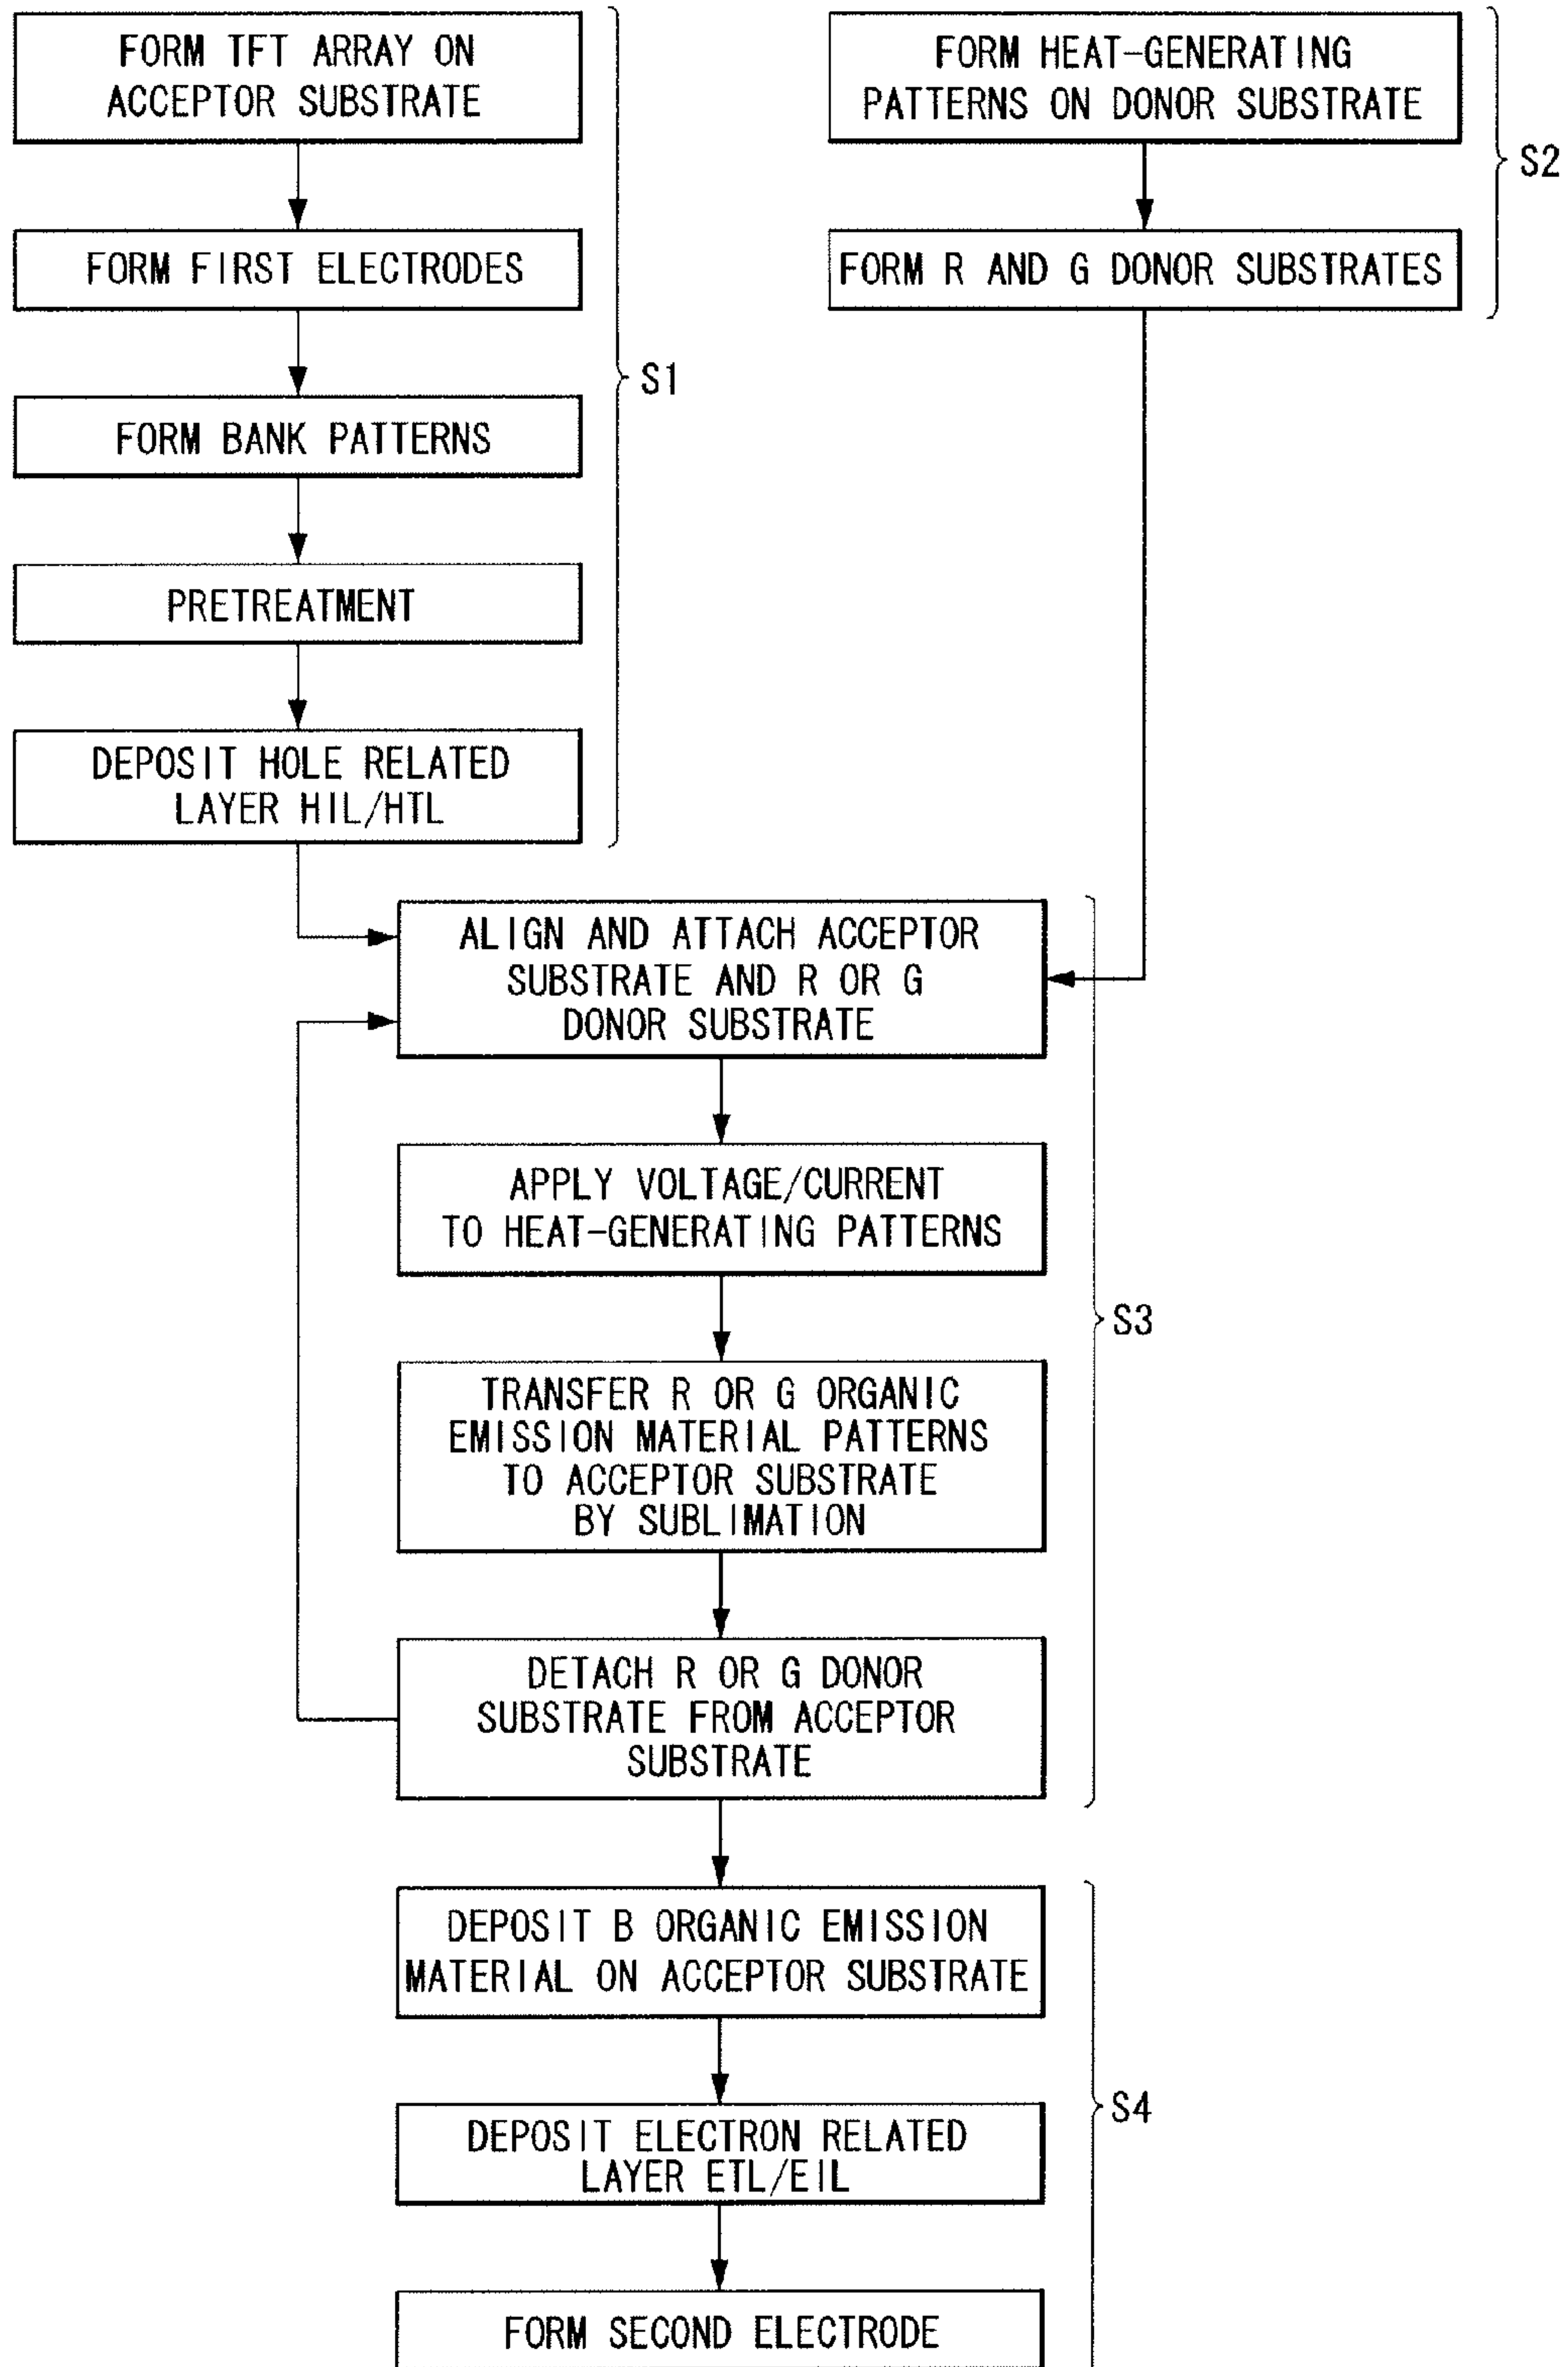 FORM TFT ARRAY ON
ACCEPTOR SUBSTRATE
FORM FIRST ELECTRODES
FORM BANK PATTERNS
PRETREATMENT
DEPOSIT HOLE RELATED
LAYER HIL/HTL
S1
FORM HEAT-GENERATING
PATTERNS ON DONOR SUBSTRATE
FORM R AND G DONOR SUBSTRATES
S2
ALIGN AND ATTACH ACCEPTOR
SUBSTRATE AND R OR G
DONOR SUBSTRATE
APPLY VOLTAGE/CURRENT
TO HEAT-GENERATING PATTERNS
TRANSFER R OR G ORGANIC
EMISSION MATERIAL PATTERNS
TO ACCEPTOR SUBSTRATE
BY SUBLIMATION
DETACH R OR G DONOR
SUBSTRATE FROM ACCEPTOR
SUBSTRATE
S3
DEPOSIT B ORGANIC EMISSION
MATERIAL ON ACCEPTOR SUBSTRATE
DEPOSIT ELECTRON RELATED
LAYER ETL/EIL
FORM SECOND ELECTRODE
S4